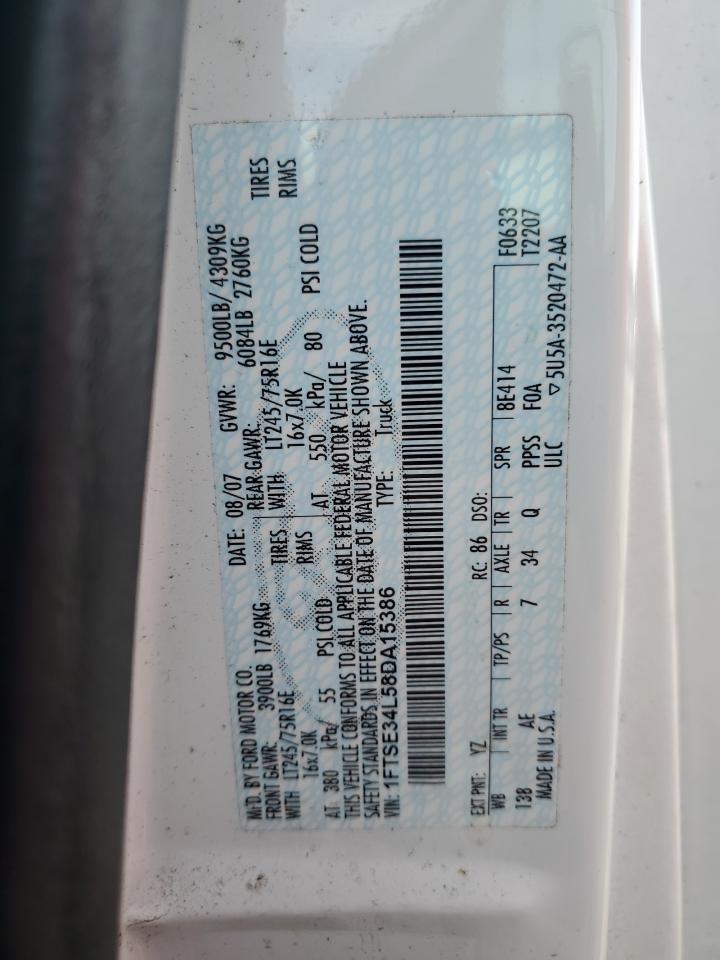 MFD. BY FORD MOTOR CO. DATE: 08/07 GVWR: 9500LB/ 4309KG
FRONT GAWR: 3900LB 1769KG REAR GAWR: 6084LB 2760KG
WITH LT245/75R16E TIRES WITH LT245/75R16E TIRES
16x7.0K RIMS 16x7.0K RIMS
AT 380 kPa/ 55 PSI COLD AT 550 kPa/ 80 PSI COLD
THIS VEHICLE CONFORMS TO ALL APPLICABLE FEDERAL MOTOR VEHICLE
SAFETY STANDARDS IN EFFECT ON THE DATE OF MANUFACTURE SHOWN ABOVE.
VIN: 1FTSE34L58DA15386 TYPE: Truck
EXT PNT: YZ RC: 86 DSO:
WB INT TR TP/PS R AXLE TR SPR 8E414 F0633
138 AE 7 34 Q PPSS F0A T2207
MADE IN U.S.A. ULC ▽5U5A-3520472-AA